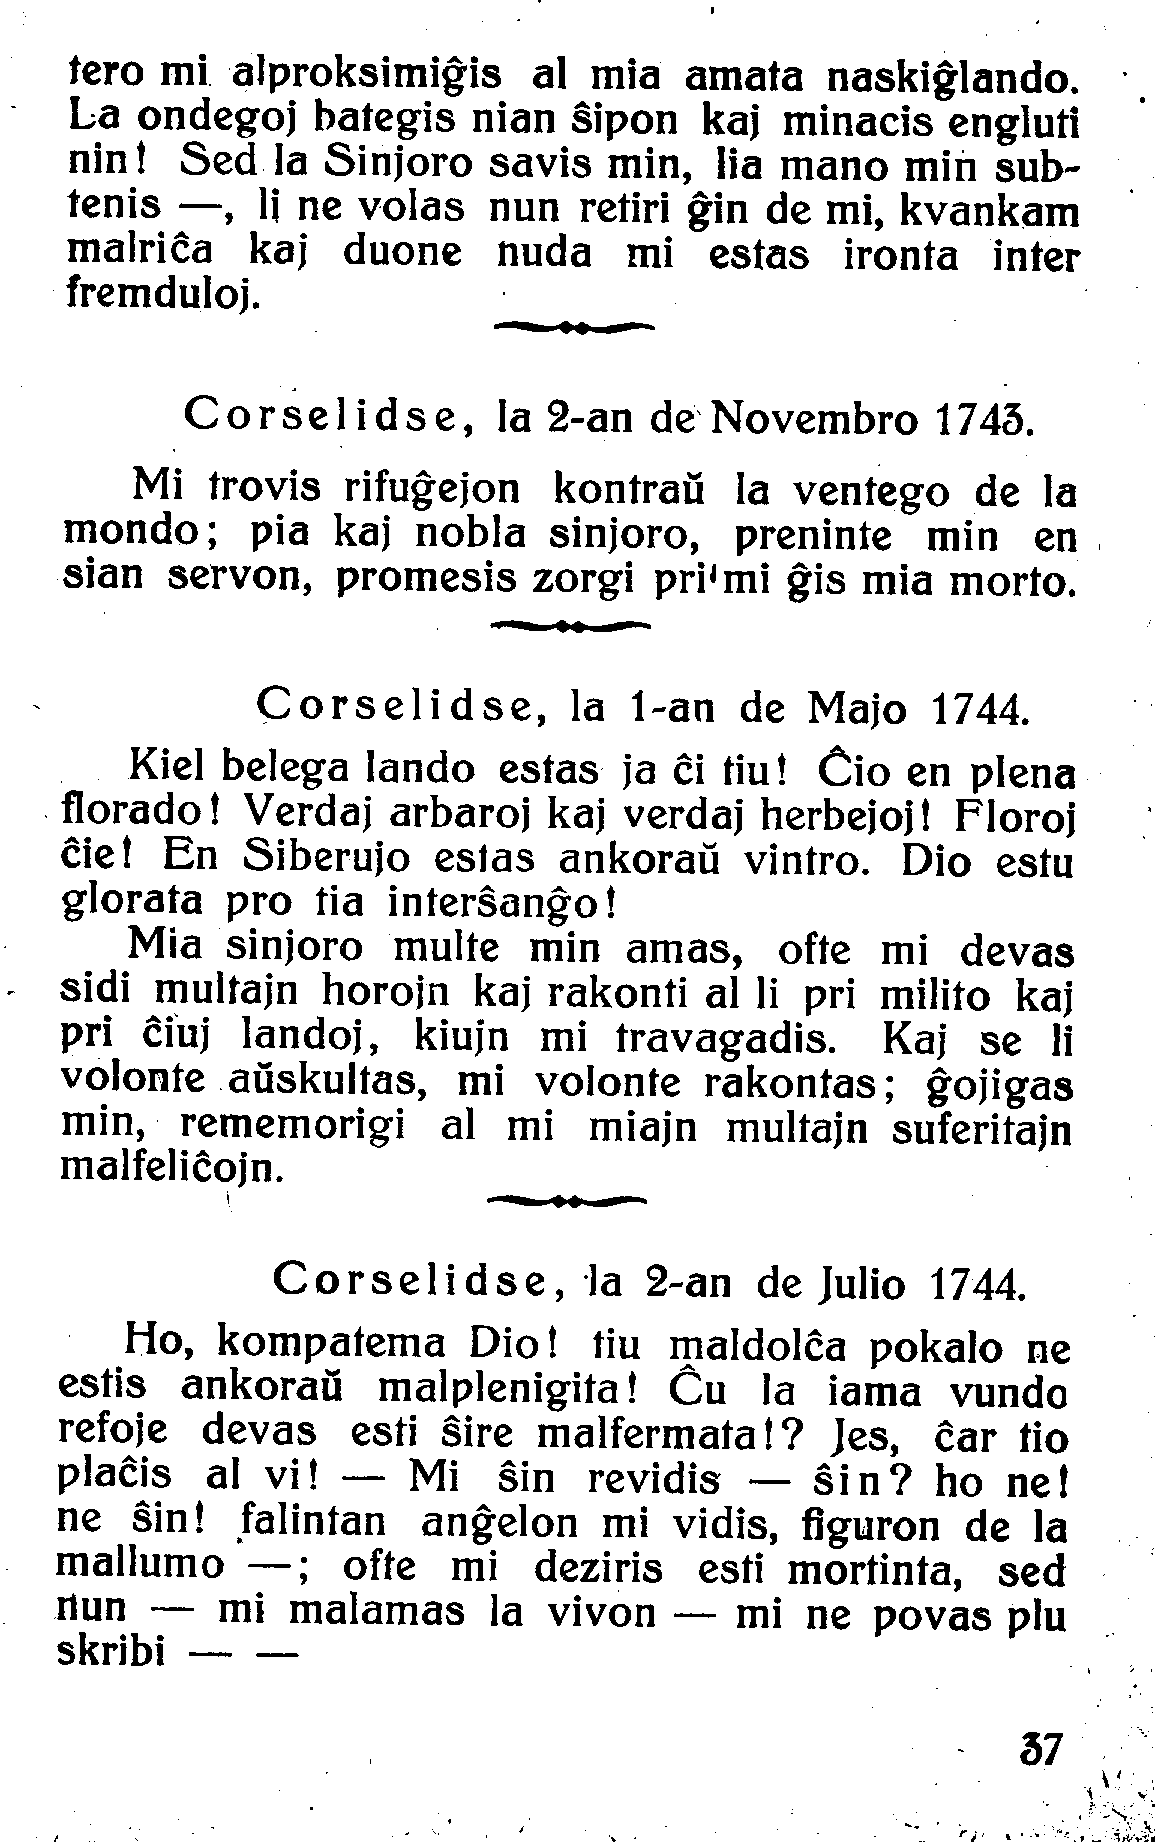 tero mi alproksimiĝis al mia amata naskiĝlando.
La ondegoj bategis nian ŝipon kaj minacis engluti
nin! Sed la Sinjoro savis min, lia mano min sub-
tenis —, li ne volas nun retiri ĝin de mi, kvankam
malriĉa kaj duone nuda mi estas ironta inter
fremduloj.
Corselidse, la 2-an de Novembro 1743.
Mi trovis rifuĝejon kontraŭ la ventego de la
mondo; pia kaj nobla sinjoro, preninte min en
sian servon, promesis zorgi pri mi ĝis mia morto.
Corselidse, la 1-an de Majo 1744.
Kiel belega lando estas ja ĉi tiu! Ĉio en plena
florado! Verdaj arbaroj kaj verdaj herbejoj! Floroj
ĉie! En Siberujo estas ankoraŭ vintro. Dio estu
glorata pro tia interŝanĝo!
Mia sinjoro multe min amas, ofte mi devas
sidi multajn horojn kaj rakonti al li pri milito kaj
pri ĉiuj landoj, kiujn mi travagadis. Kaj se li
volonte aŭskultas, mi volonte rakontas; ĝojigas
min, rememorigi al mi miajn multajn suferitajn
malfeliĉojn.
Corselidse, la 2-an de Julio 1744.
Ho, kompatema Dio! tiu maldolĉa pokalo ne
estis ankoraŭ malplenigita! Ĉu la iama vundo
refoje devas esti ŝire malfermata!? Jes, ĉar tio
plaĉis al vi! — Mi ŝin revidis — ŝin? ho ne!
ne ŝin! falintan anĝelon mi vidis, figuron de la
mallumo —; ofte mi deziris esti mortinta, sed
nun — mi malamas la vivon — mi ne povas plu
skribi — —
37